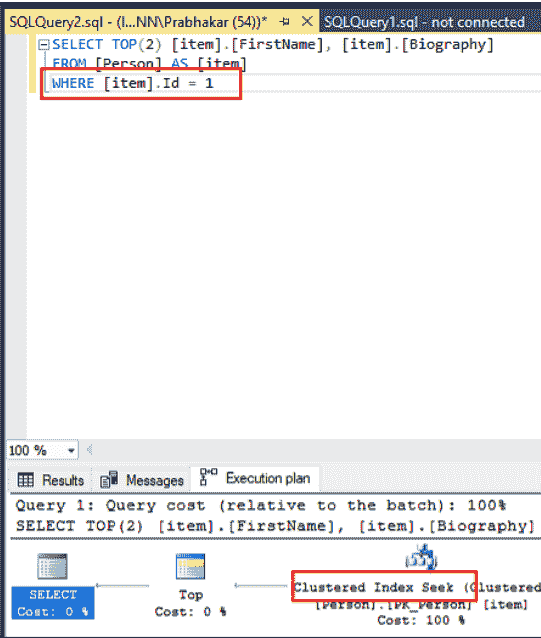 SQLQuery2.sql - (l...NN\Prabhakar (54))* SQLQuery1.sql - not connected
SELECT TOP(2) [item].[FirstName], [item].[Biography]
FROM [Person] AS [item]
WHERE [item].Id = 1
100 %
Results Messages Execution plan
Query 1: Query cost (relative to the batch): 100%
SELECT TOP(2) [item].[FirstName], [item].[Biography]
SELECT
Cost: 0 %
Top
Cost: 0 %
Clustered Index Seek (Clustered
[Person].[PK_Person] [item]
Cost: 100 %